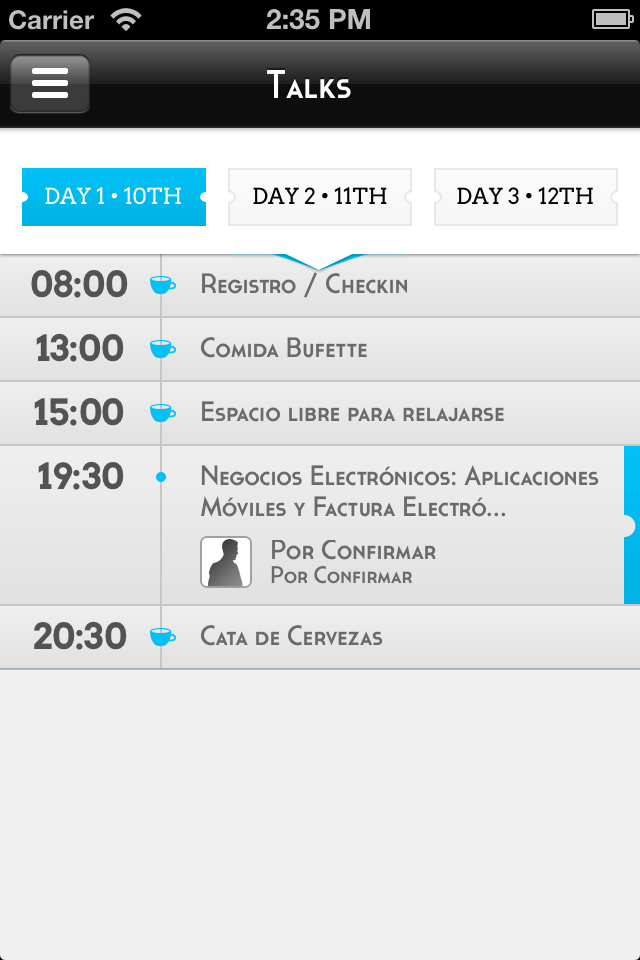 Carrier 2:35 PM
Talks
DAY 1 • 10TH DAY 2 • 11TH DAY 3 • 12TH
08:00 Registro / Checkin
13:00 Comida Bufette
15:00 Espacio libre para relajarse
19:30 Negocios Electrónicos: Aplicaciones
Móviles y Factura Electró...
Por Confirmar
Por Confirmar
20:30 Cata de Cervezas